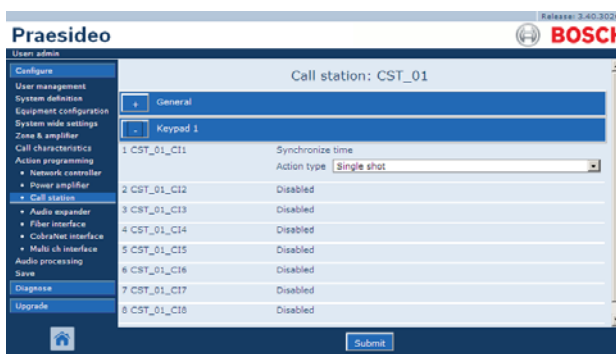 Release: 3.40.302
Praesideo
BOSCH
User: admin
Configure
User management
System definition
Equipment configuration
System wide settings
Zone & amplifier
Call characteristics
Action programming
• Network controller
• Power amplifier
• Call station
• Audio expander
• Fiber interface
• CobraNet interface
• Multi ch interface
Audio processing
Save
Diagnose
Upgrade
Call station: CST_01
+ General
- Keypad 1
1 CST_01_CI1 Synchronize time
Action type Single shot
2 CST_01_CI2 Disabled
3 CST_01_CI3 Disabled
4 CST_01_CI4 Disabled
5 CST_01_CI5 Disabled
6 CST_01_CI6 Disabled
7 CST_01_CI7 Disabled
8 CST_01_CI8 Disabled
Submit